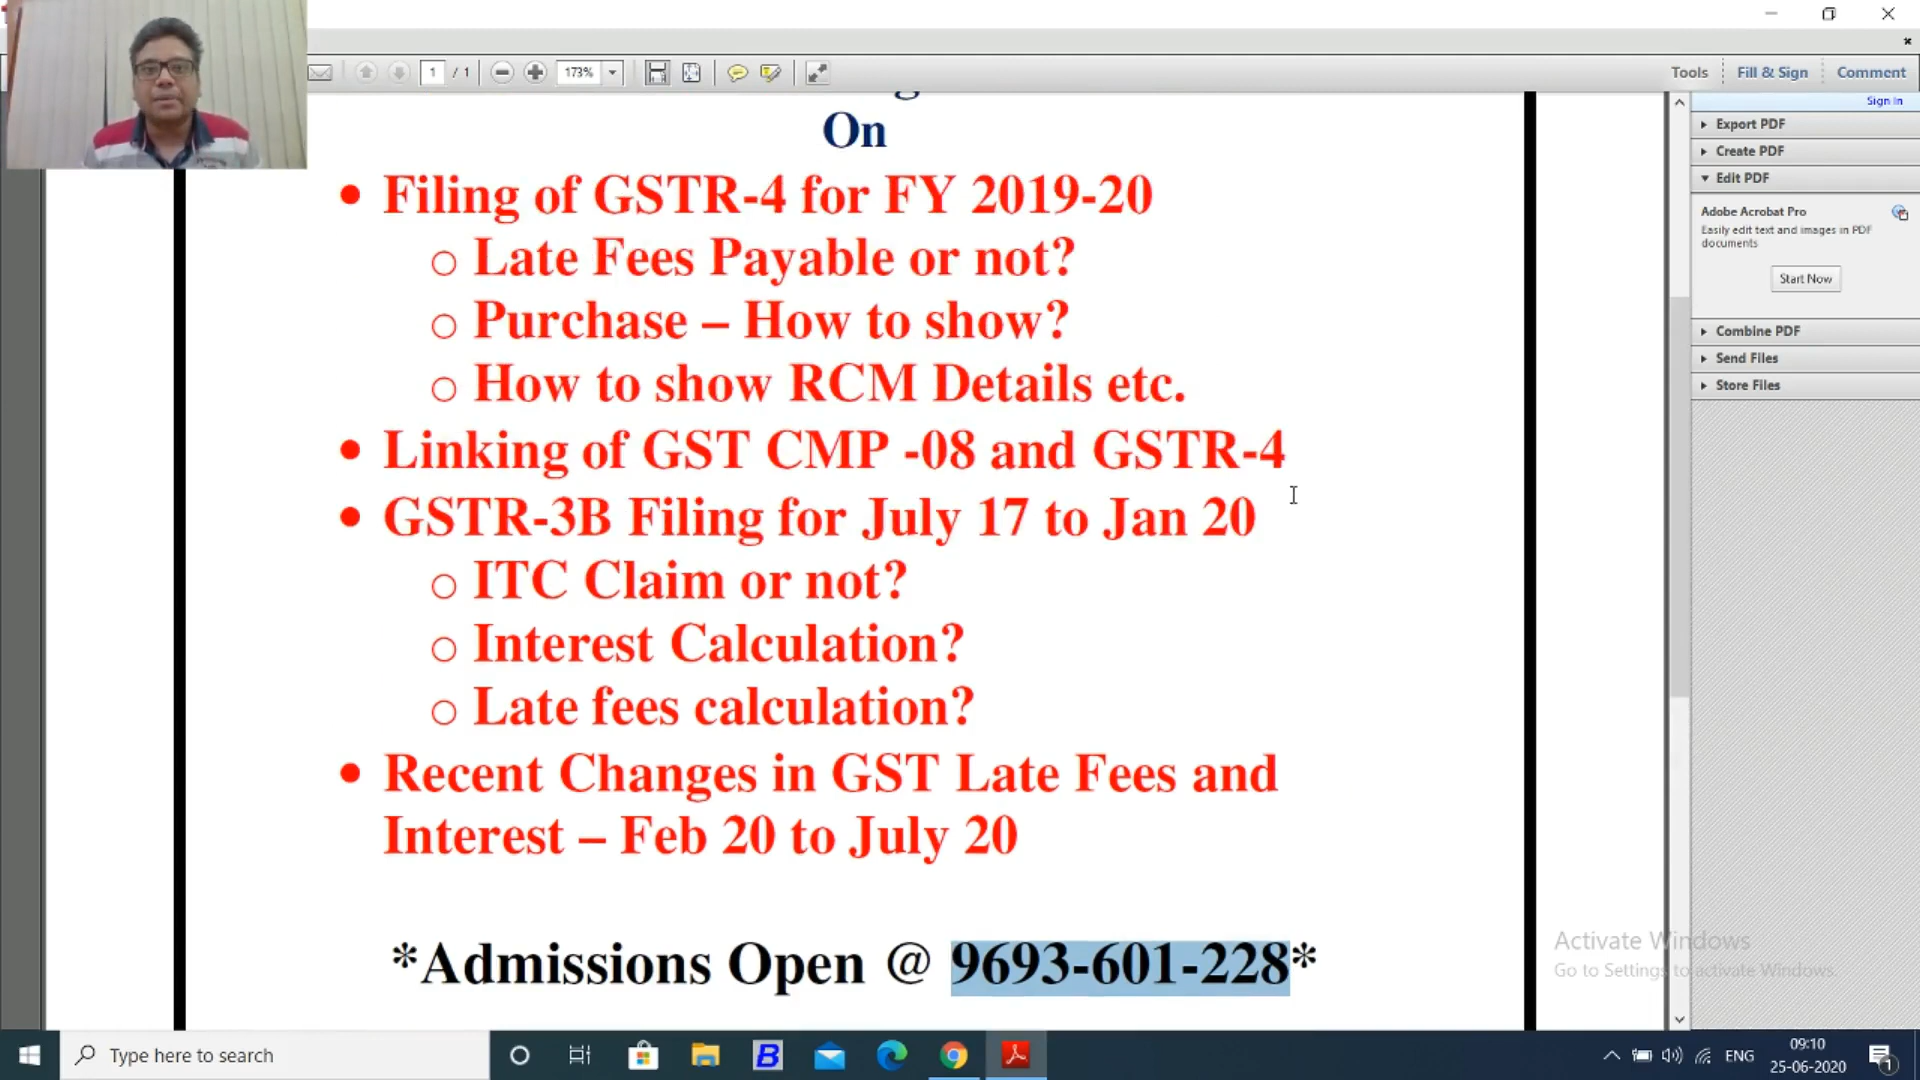 1 / 1
173%
Tools
Fill & Sign
Comment
Sign In
On
• Filing of GSTR-4 for FY 2019-20
o Late Fees Payable or not?
o Purchase – How to show?
o How to show RCM Details etc.
• Linking of GST CMP -08 and GSTR-4
• GSTR-3B Filing for July 17 to Jan 20
o ITC Claim or not?
o Interest Calculation?
o Late fees calculation?
• Recent Changes in GST Late Fees and
Interest – Feb 20 to July 20
*Admissions Open @ 9693-601-228*
Export PDF
Create PDF
Edit PDF
Adobe Acrobat Pro
Easily edit text and images in PDF
documents
Start Now
Combine PDF
Send Files
Store Files
Activate Windows
Go to Settings to activate Windows.
Type here to search
B
ENG
09:10
25-06-2020
1